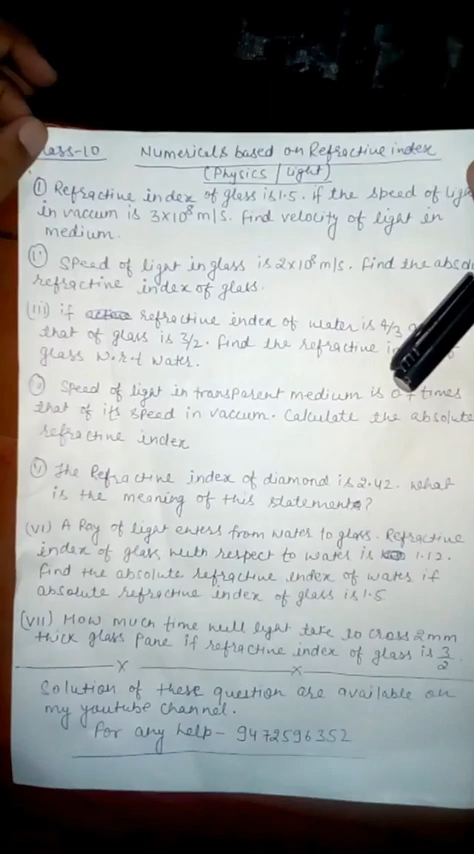 ass-10 Numericals based on Refractive index
(Physics / Light)
(i) Refractive index of glass is 1.5. if the speed of Ligh
in vaccum is 3×10⁸ m/s. find velocity of light in
medium.
(ii) Speed of light in glass is 2×10⁸ m/s. find the abso
refractive index of glass.
(iii) if refractive index of water is 4/3
that of glass is 3/2. find the refractive in
glass w.r.t water.
Speed of light in transparent medium is times
that of its speed in vaccum. Calculate the absolute
refractive index
(v) The Refractive index of diamond is 2.42. what
is the meaning of this statement?
(VI) A Ray of light enters from water to glass. Refractive
index of glass with respect to water is 1.12.
find the absolute refractive index of water if
absolute refractive index of glass is 1.5
(VII) How much time will light take to cross 2mm
thick glass pane if refractive index of glass is 3/2
x x
Solution of these question are available on
my youtube channel.
For any help- 9472596352